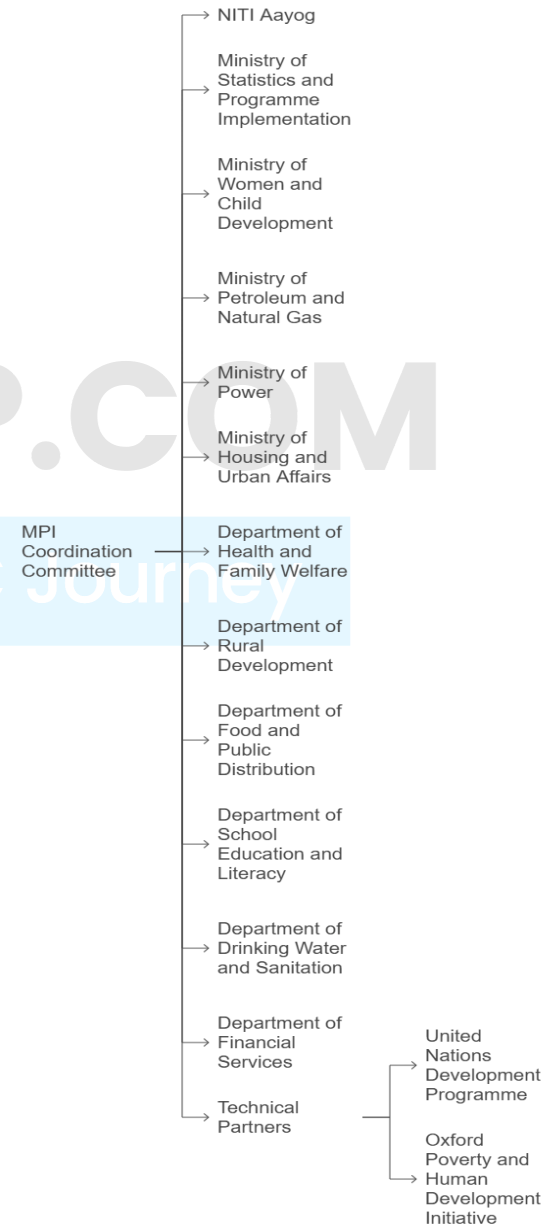 NITI Aayog
Ministry of
Statistics and
Programme
Implementation
Ministry of
Women and
Child
Development
Ministry of
Petroleum and
Natural Gas
Ministry of
Power
P.COM
Ministry of
Housing and
Urban Affairs
MPI
Coordination
Committee
Department of
Health and
Family Welfare
Journey
Department of
Rural
Development
Department of
Food and
Public
Distribution
Department of
School
Education and
Literacy
Department of
Drinking Water
and Sanitation
Department of
Financial
Services
Technical
Partners
United
Nations
Development
Programme
Oxford
Poverty and
Human
Development
Initiative